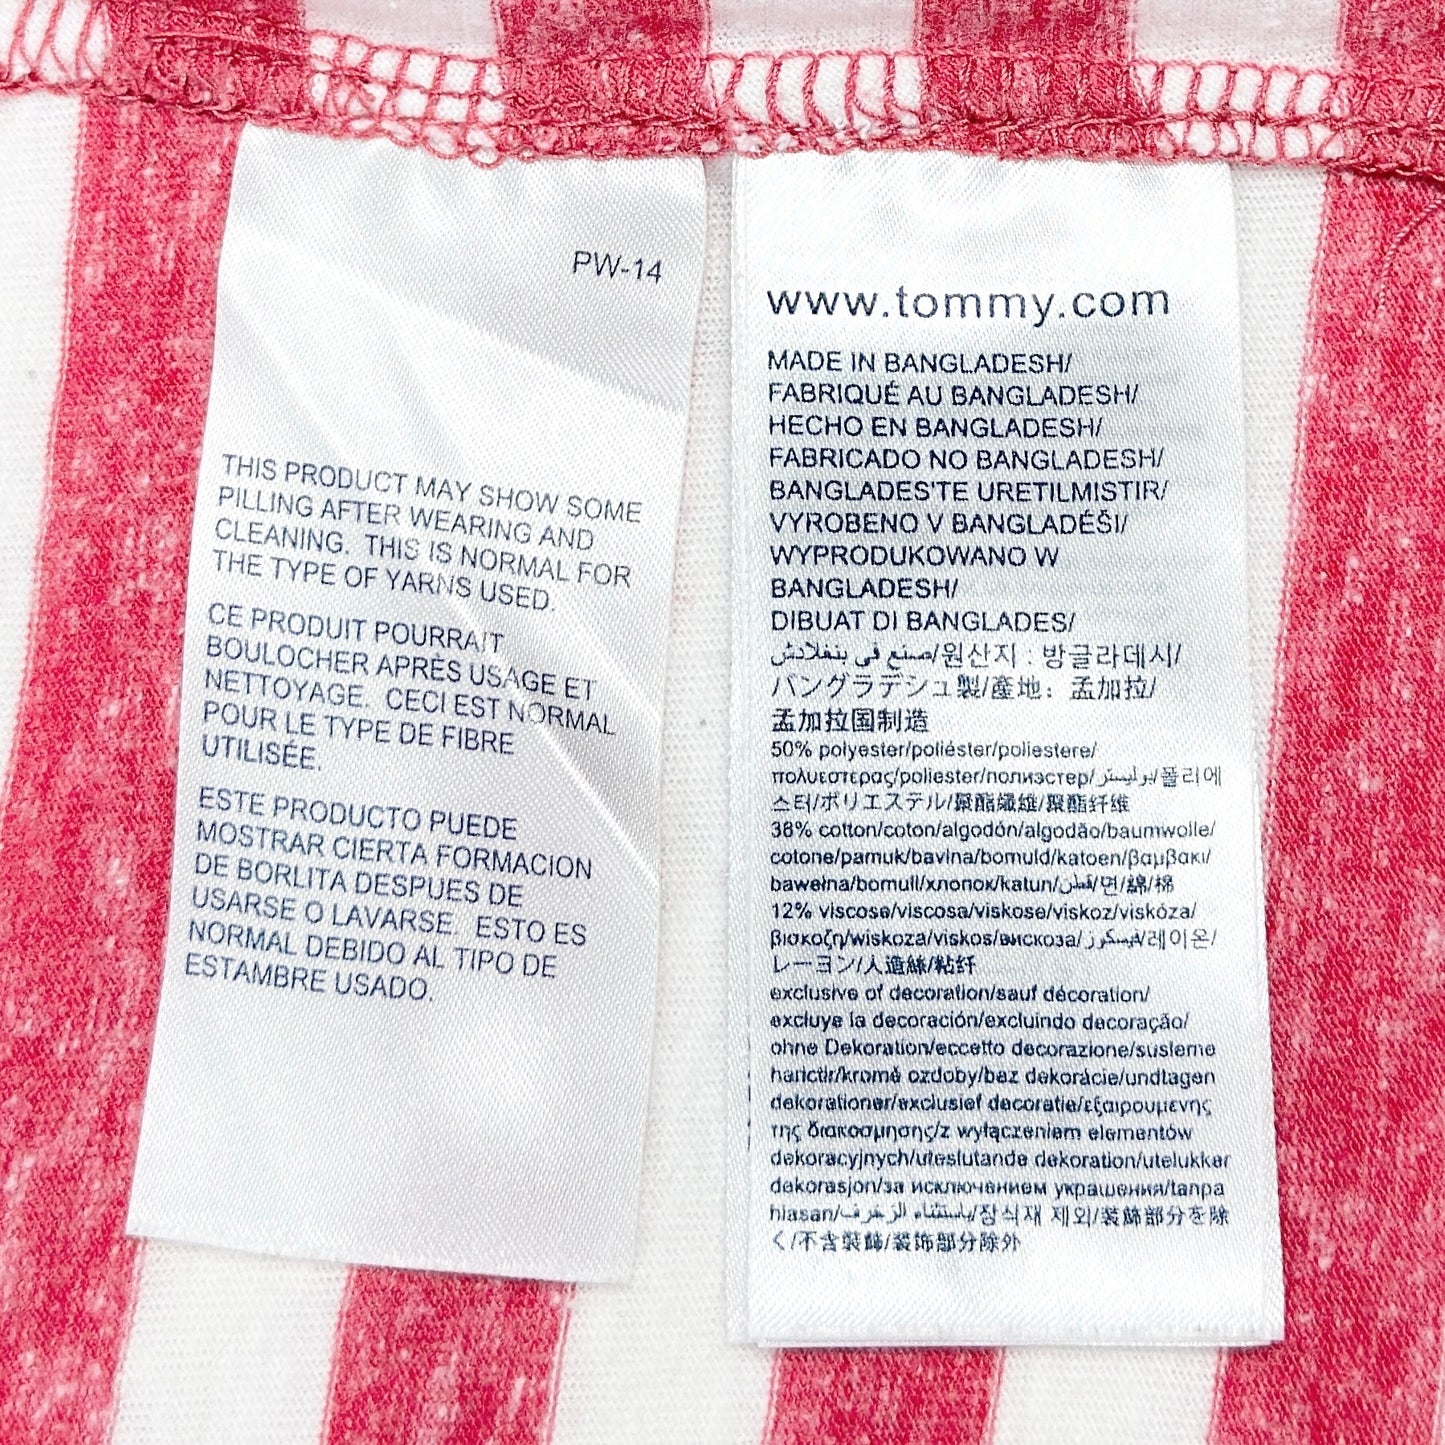 PW-14
THIS PRODUCT MAY SHOW SOME
PILLING AFTER WEARING AND
CLEANING. THIS IS NORMAL FOR
THE TYPE OF YARNS USED.
CE PRODUIT POURRAIT
BOULOCHER APRÈS USAGE ET
NETTOYAGE. CECI EST NORMAL
POUR LE TYPE DE FIBRE
UTILISÉE.
ESTE PRODUCTO PUEDE
MOSTRAR CIERTA FORMACION
DE BORLITA DESPUES DE
USARSE O LAVARSE. ESTO ES
NORMAL DEBIDO AL TIPO DE
ESTAMBRE USADO.
www.tommy.com
MADE IN BANGLADESH/
FABRIQUÉ AU BANGLADESH/
HECHO EN BANGLADESH/
FABRICADO NO BANGLADESH/
BANGLADES'TE URETILMISTIR/
VYROBENO V BANGLADÉŠI/
WYPRODUKOWANO W
BANGLADESH/
DIBUAT DI BANGLADES/
صنع في بنغلادش/원산지 : 방글라데시/
バングラデシュ製/產地：孟加拉/
孟加拉国制造
50% polyester/poliéster/poliestere/
πολυεστερας/poliester/полиэстер/بوليستر/폴리에
스터/ポリエステル/聚酯纖維/聚酯纤维
38% cotton/coton/algodón/algodão/baumwolle/
cotone/pamuk/bavlna/bomuld/katoen/βαμβακι/
bawełna/bomull/хлопок/katun/قطن/면/綿/棉
12% viscose/viscosa/viskose/viskoz/viskóza/
βισκοζη/wiskoza/viskos/вискоза/فيسكوز/레이온/
レーヨン/人造絲/粘纤
exclusive of decoration/sauf décoration/
excluye la decoración/excluindo decoração/
ohne Dekoration/eccetto decorazione/susleme
harictir/kromě ozdoby/bez dekorácie/undtagen
dekorationer/exclusief decoratie/εξαιρουμενης
της διακοσμησης/z wyłączeniem elementów
dekoracyjnych/uteslutande dekoration/utelukker
dekorasjon/за исключением украшения/tanpa
hiasan/باستثناء الزخرف/장식재 제외/装飾部分を除
く/不含裝飾/装饰部分除外